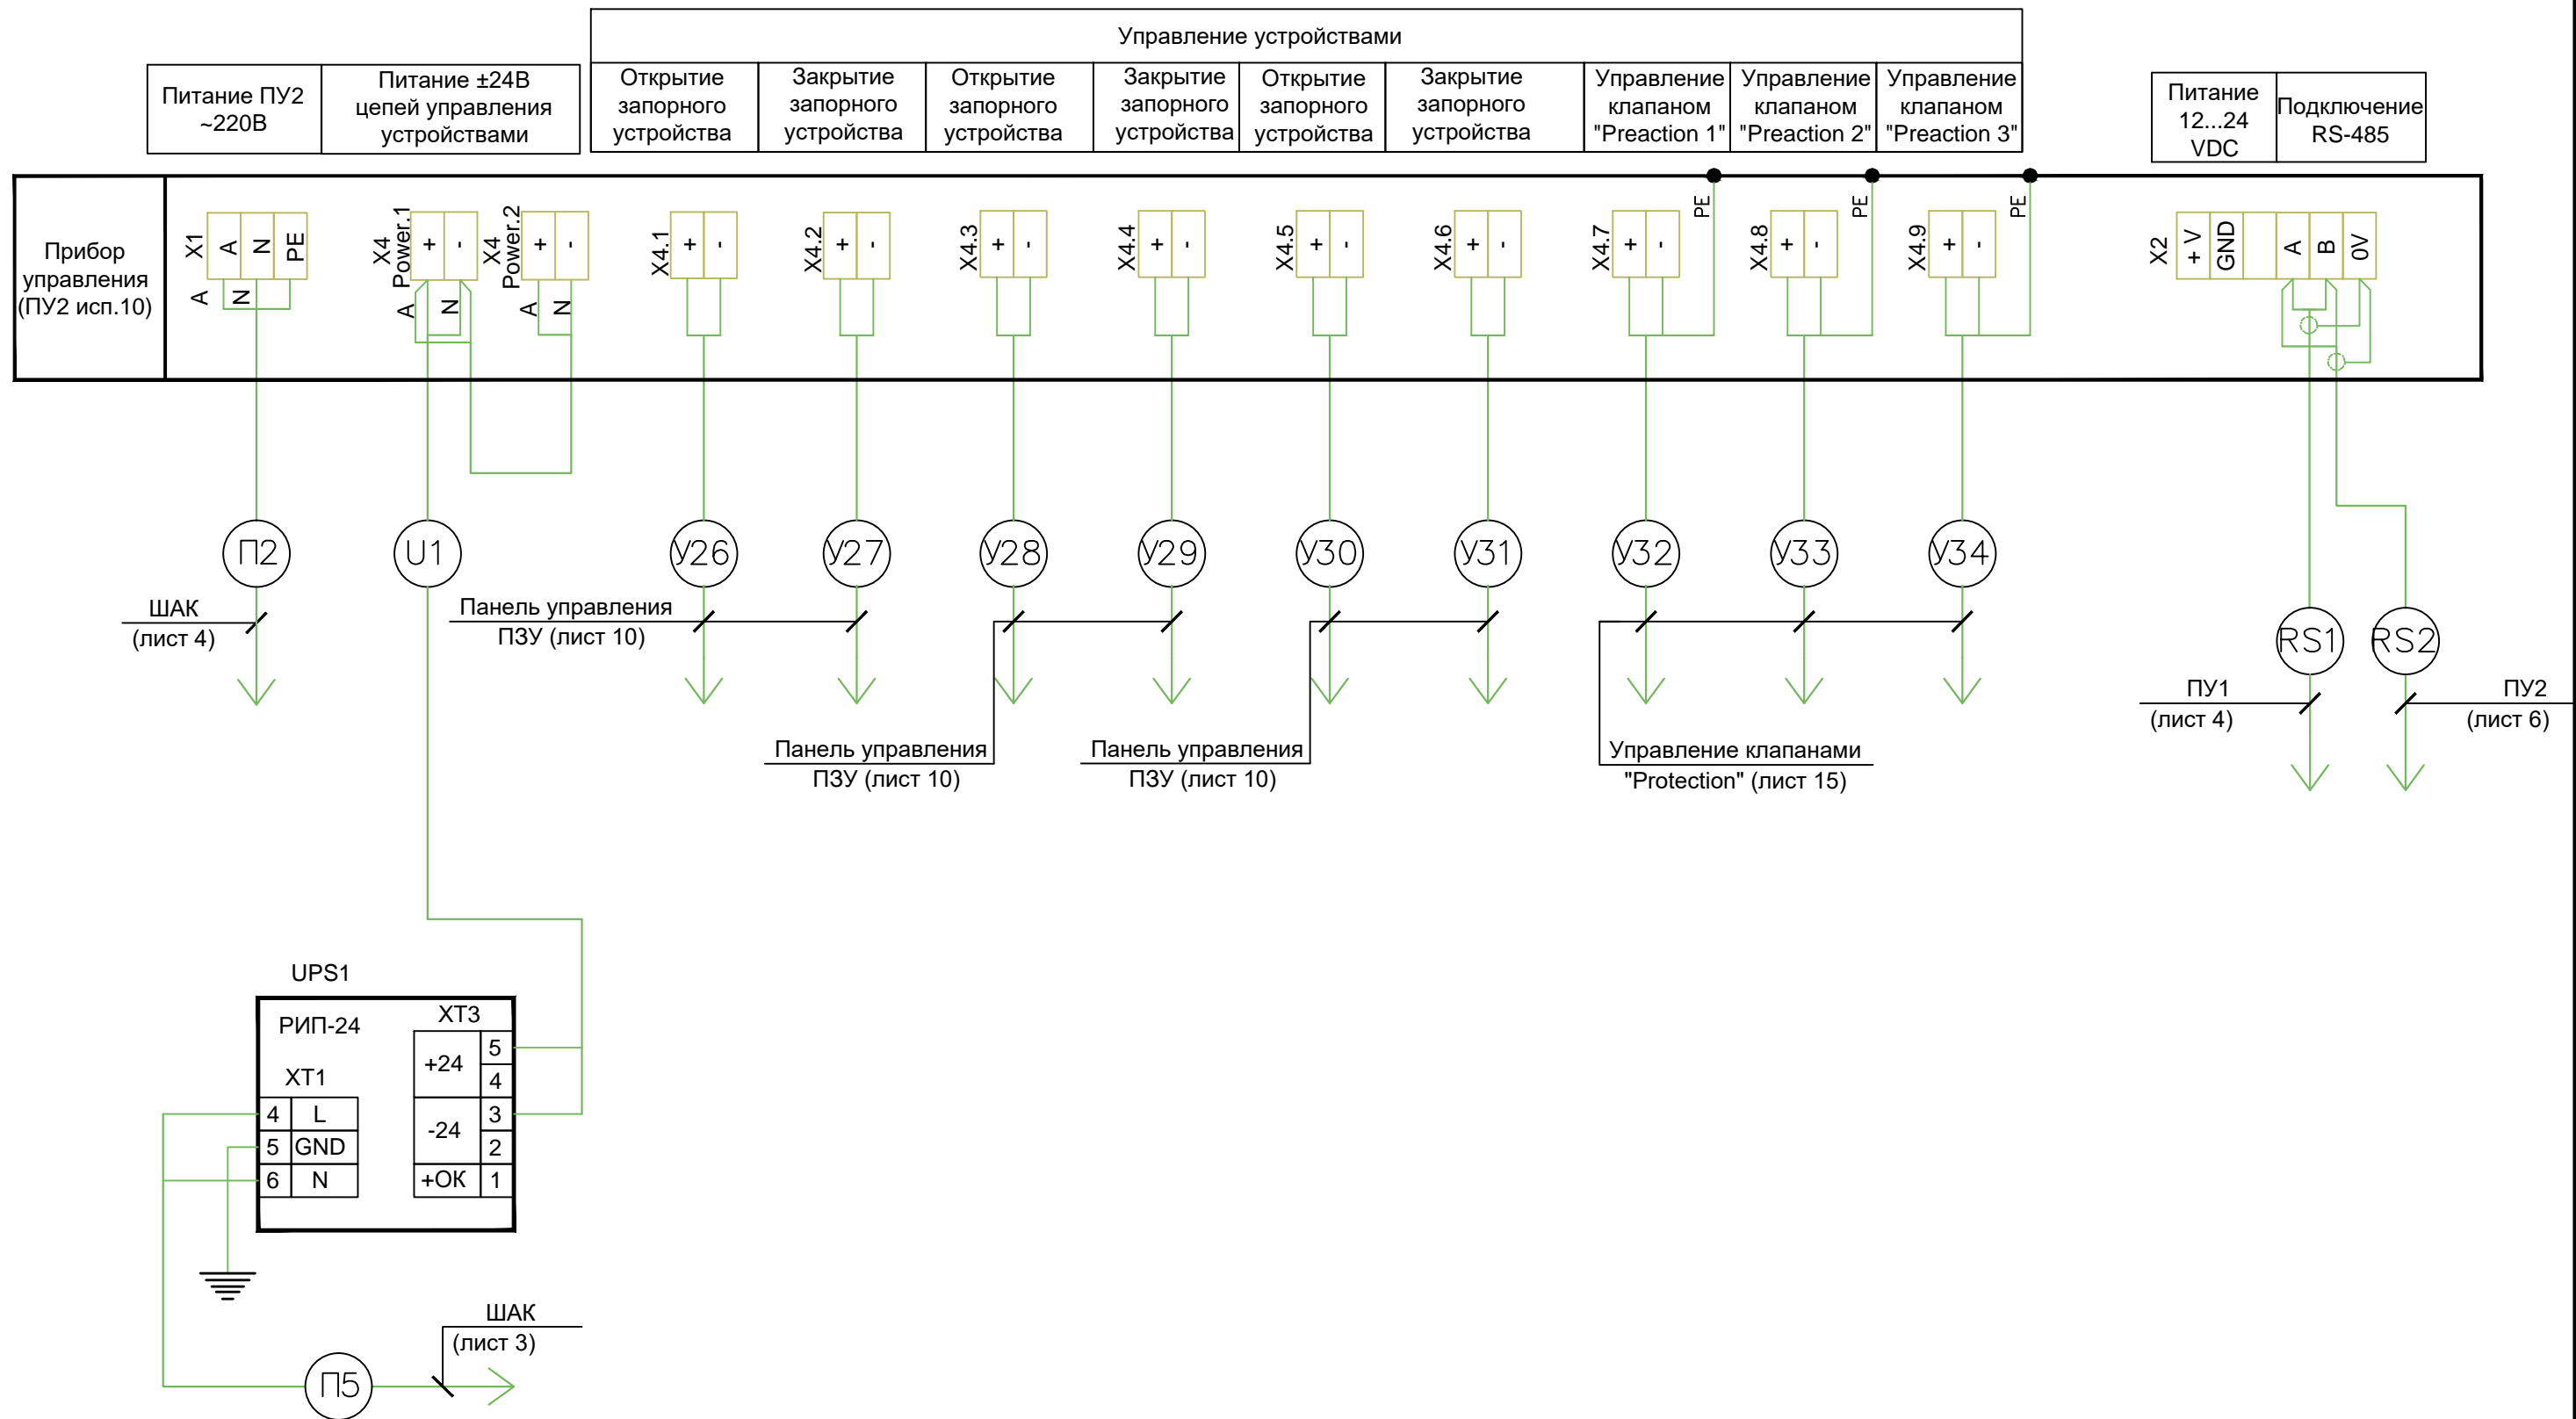 Управление устройствами
Питание ПУ2
~220В
Питание ±24В
цепей управления
устройствами
Открытие
запорного
устройства
Закрытие
запорного
устройства
Открытие
запорного
устройства
Закрытие
запорного
устройства
Открытие
запорного
устройства
Закрытие
запорного
устройства
Управление
клапаном
"Preaction 1"
Управление
клапаном
"Preaction 2"
Управление
клапаном
"Preaction 3"
Питание
12...24
VDC
Подключение
RS-485
Прибор
управления
(ПУ2 исп.10)
X1
A
N
PE
A
N
X4
Power.1
+
-
A
N
X4
Power.2
+
-
A
N
X4.1
+
-
X4.2
+
-
X4.3
+
-
X4.4
+
-
X4.5
+
-
X4.6
+
-
X4.7
+
-
PE
X4.8
+
-
PE
X4.9
+
-
PE
X2
+ V
GND
A
B
0V
П2
U1
У26
У27
У28
У29
У30
У31
У32
У33
У34
RS1
RS2
ШАК
(лист 4)
Панель управления
ПЗУ (лист 10)
Панель управления
ПЗУ (лист 10)
Панель управления
ПЗУ (лист 10)
Управление клапанами
"Protection" (лист 15)
ПУ1
(лист 4)
ПУ2
(лист 6)
UPS1
РИП-24
XT3
+24
5
4
-24
3
2
+ОК
1
XT1
4
L
5
GND
6
N
ШАК
(лист 3)
П5